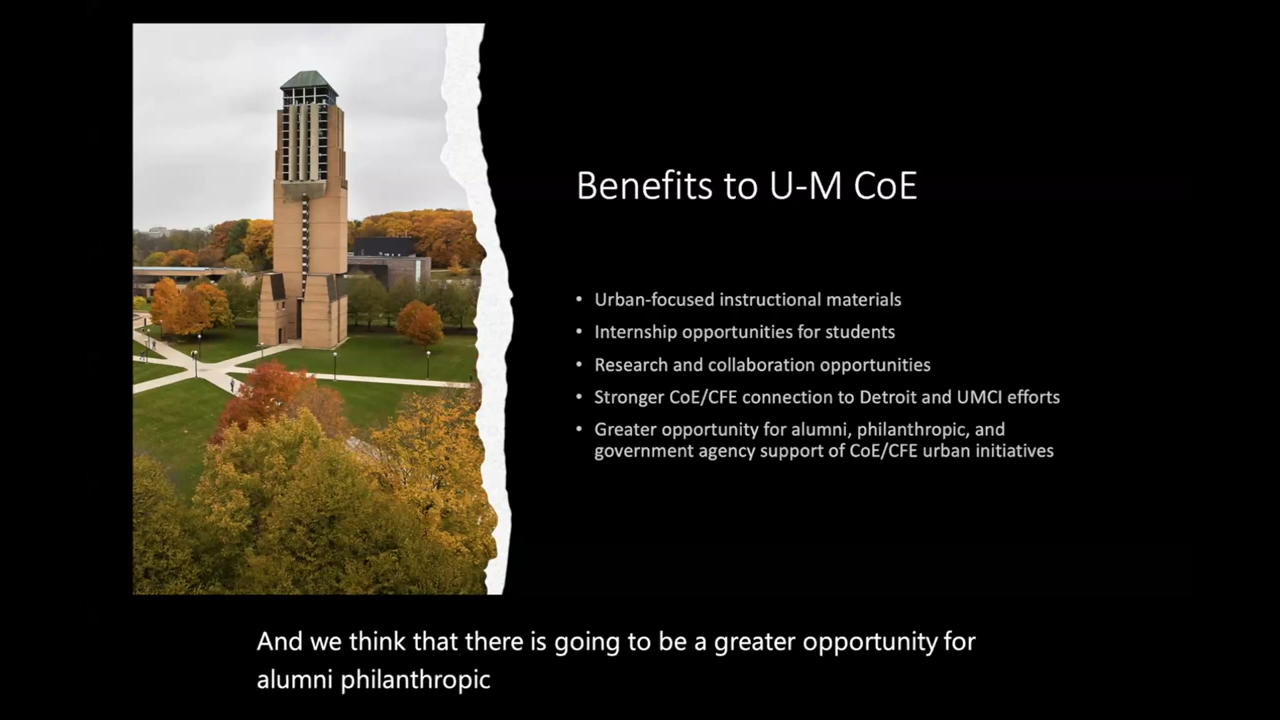 Benefits to U-M CoE
• Urban-focused instructional materials
• Internship opportunities for students
• Research and collaboration opportunities
• Stronger CoE/CFE connection to Detroit and UMCI efforts
• Greater opportunity for alumni, philanthropic, and
government agency support of CoE/CFE urban initiatives
And we think that there is going to be a greater opportunity for
alumni philanthropic